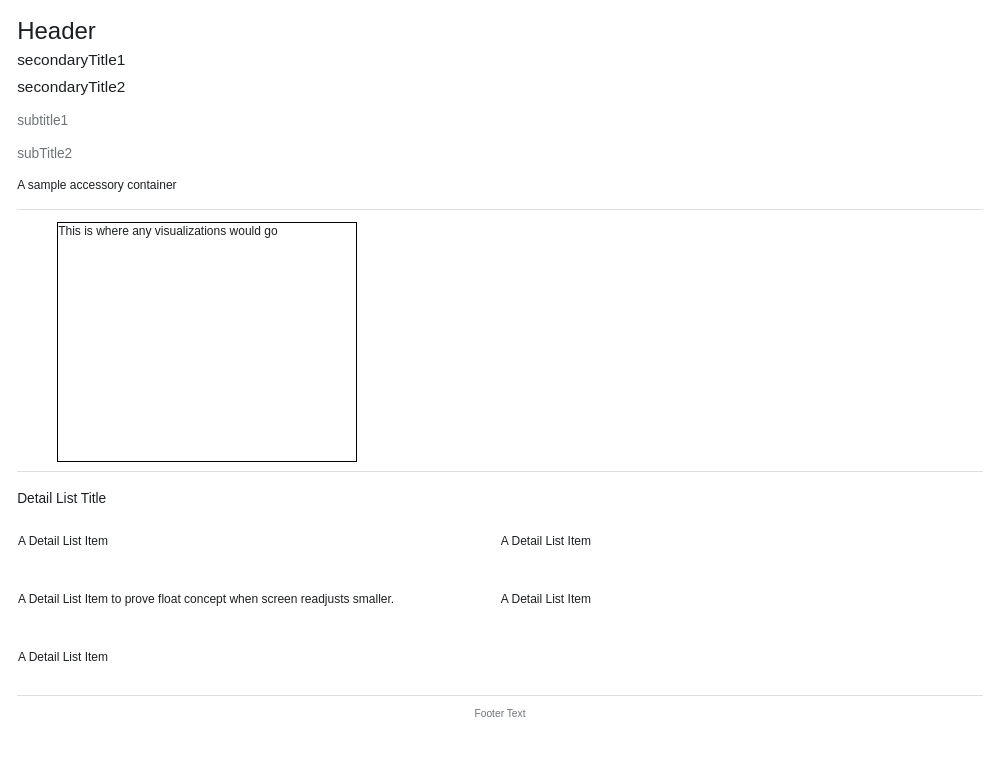 Header
secondaryTitle1
secondaryTitle2
subtitle1
subTitle2
A sample accessory container
This is where any visualizations would go
Detail List Title
A Detail List Item
A Detail List Item
A Detail List Item to prove float concept when screen readjusts smaller.
A Detail List Item
A Detail List Item
Footer Text